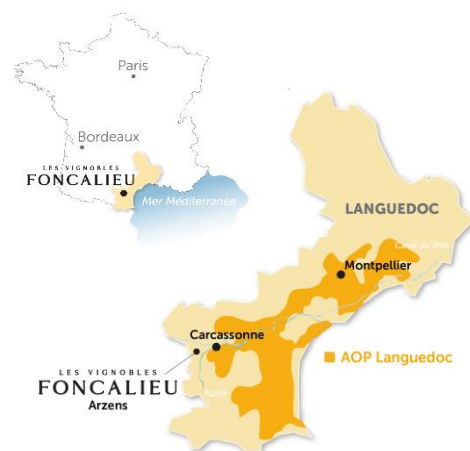 Paris
Bordeaux
LES VIGNOBLES
FONCALIEU
Mer Méditerranée
LANGUEDOC
Canal du Midi
Montpellier
Carcassonne
AOP Languedoc
LES VIGNOBLES
FONCALIEU
Arzens
Aude